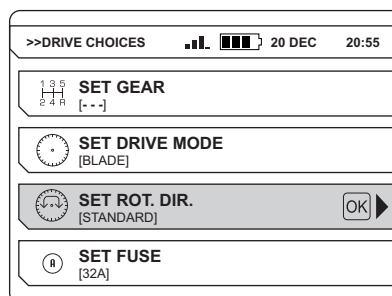 >>DRIVE CHOICES 20 DEC 20:55
1 3 5
2 4 R
SET GEAR
[- - -]
SET DRIVE MODE
[BLADE]
SET ROT. DIR.
[STANDARD]
OK
A
SET FUSE
[32A]